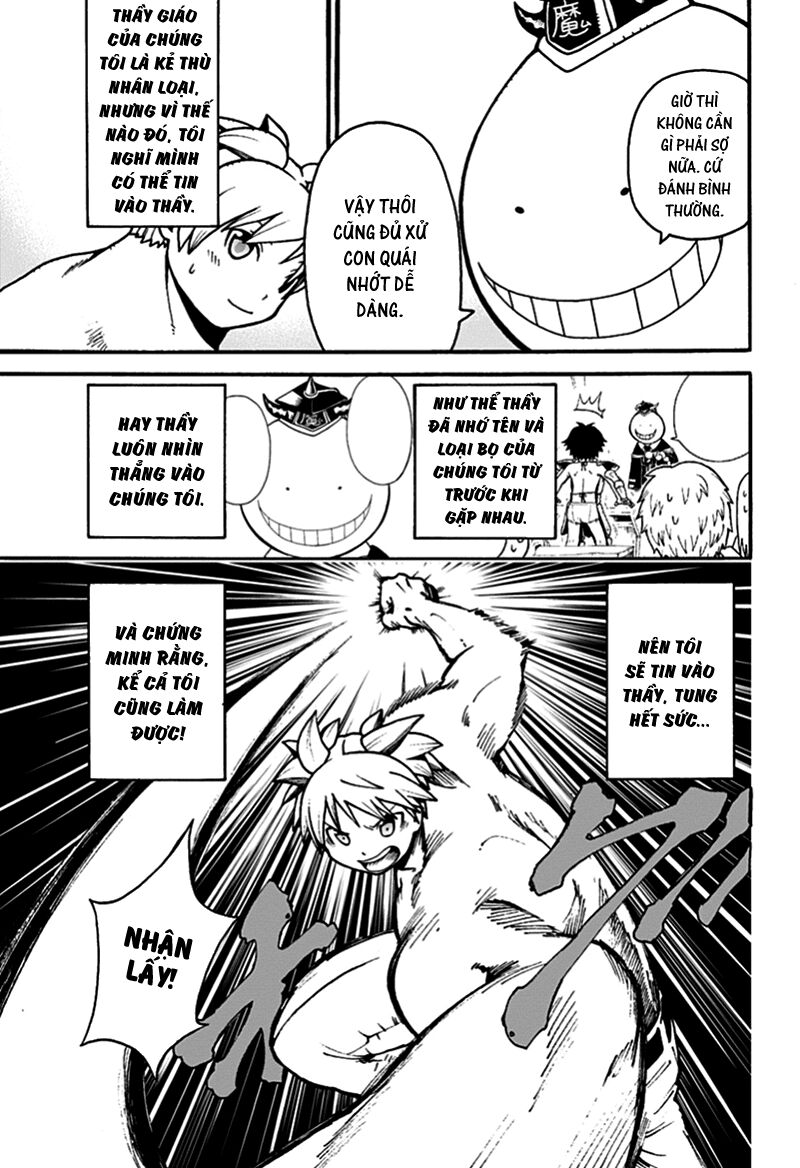 GIỜ THÌ
KHÔNG CẦN
GÌ PHẢI SỢ
NỮA. CỨ
ĐÁNH BÌNH
THƯỜNG.
魔
VẬY THÔI
CŨNG ĐỦ XỬ
CON QUÁI
NHỚT DỄ
DÀNG.
THẦY GIÁO
CỦA CHÚNG
TÔI LÀ KẺ THÙ
NHÂN LOẠI,
NHƯNG VÌ THẾ
NÀO ĐÓ, TÔI
NGHĨ MÌNH
CÓ THỂ TIN
VÀO THẦY.
NHƯ THỂ THẦY
ĐÃ NHỚ TÊN VÀ
LOẠI BỌ CỦA
CHÚNG TÔI TỪ
TRƯỚC KHI
GẶP NHAU.
HAY THẦY
LUÔN NHÌN
THẲNG VÀO
CHÚNG TÔI.
NÊN TÔI
SẼ TIN VÀO
THẦY, TUNG
HẾT SỨC...
VÀ CHỨNG
MINH RẰNG,
KỂ CẢ TÔI
CŨNG LÀM
ĐƯỢC!
NHẬN
LẤY!